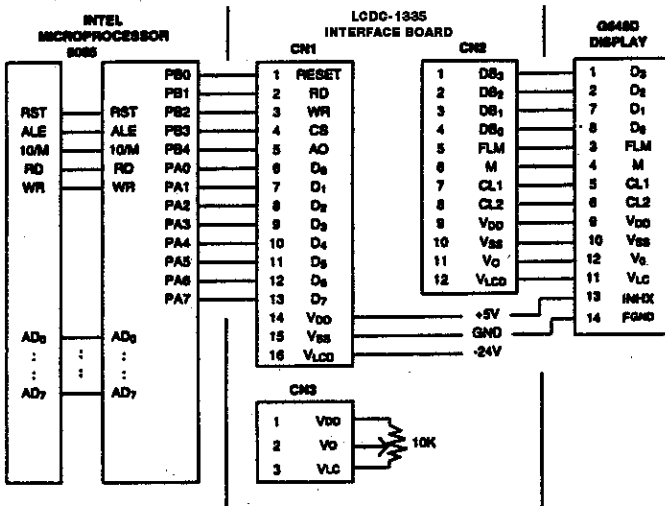 INTEL
MICROPROCESSOR
8085
RST
ALE
10/M
RD
WR
AD₀
:
:
AD₇
:
:
RST
ALE
10/M
RD
WR
AD₀
:
:
AD₇
PB0
PB1
PB2
PB3
PB4
PA0
PA1
PA2
PA3
PA4
PA5
PA6
PA7
LCDC-1335
INTERFACE BOARD
CN1
1 RESET
2 RD
3 WR
4 CS
5 AO
6 D₀
7 D₁
8 D₂
9 D₃
10 D₄
11 D₅
12 D₆
13 D₇
14 VDD
15 VSS
16 VLCD
+5V
GND
-24V
CN2
1 DB₃
2 DB₂
3 DB₁
4 DB₀
5 FLM
6 M
7 CL1
8 CL2
9 VDD
10 VSS
11 VO
12 VLCD
G648D
DISPLAY
1 D₃
2 D₂
7 D₁
8 D₀
3 FLM
4 M
5 CL1
6 CL2
9 VDD
10 VSS
12 V₀
11 VLC
13 INHX
14 FGND
CN3
1 VDD
2 VO
3 VLC
10K